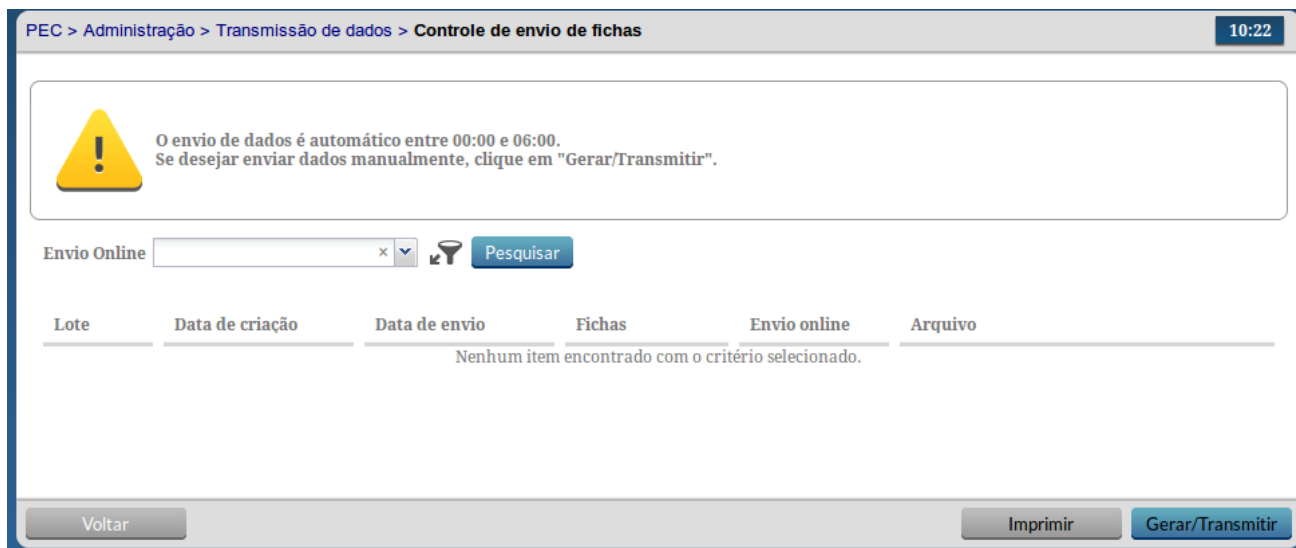 PEC > Administração > Transmissão de dados > Controle de envio de fichas
10:22
O envio de dados é automático entre 00:00 e 06:00.
Se desejar enviar dados manualmente, clique em "Gerar/Transmitir".
Envio Online
Pesquisar
Lote Data de criação Data de envio Fichas Envio online Arquivo
Nenhum item encontrado com o critério selecionado.
Voltar Imprimir Gerar/Transmitir